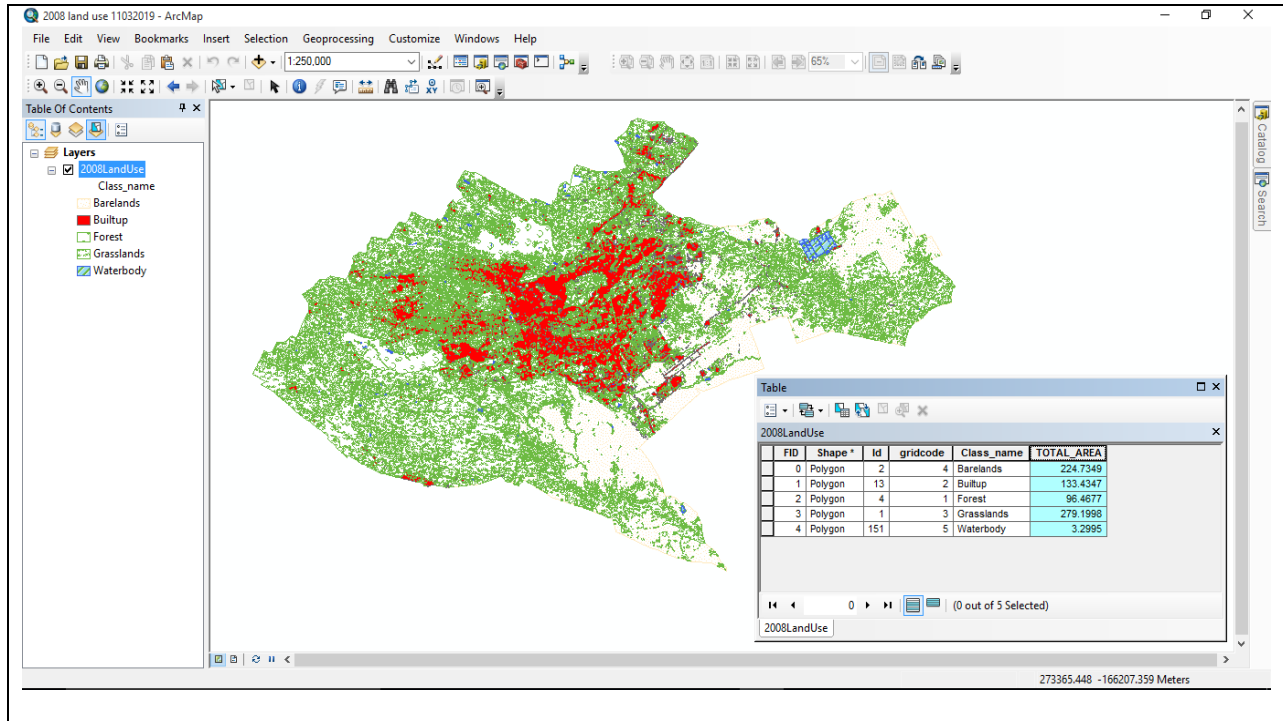 2008 land use 11032019 - ArcMap
File Edit View Bookmarks Insert Selection Geoprocessing Customize Windows Help
1:250,000 65%
Table Of Contents
Layers
2008LandUse
Class_name
Barelands
Builtup
Forest
Grasslands
Waterbody
Catalog
Search
Table
2008LandUse
FID Shape * Id gridcode Class_name TOTAL_AREA
0 Polygon 2 4 Barelands 224.7349
1 Polygon 13 2 Builtup 133.4347
2 Polygon 4 1 Forest 96.4677
3 Polygon 1 3 Grasslands 279.1998
4 Polygon 151 5 Waterbody 3.2995
0 (0 out of 5 Selected)
2008LandUse
273365.448 -166207.359 Meters